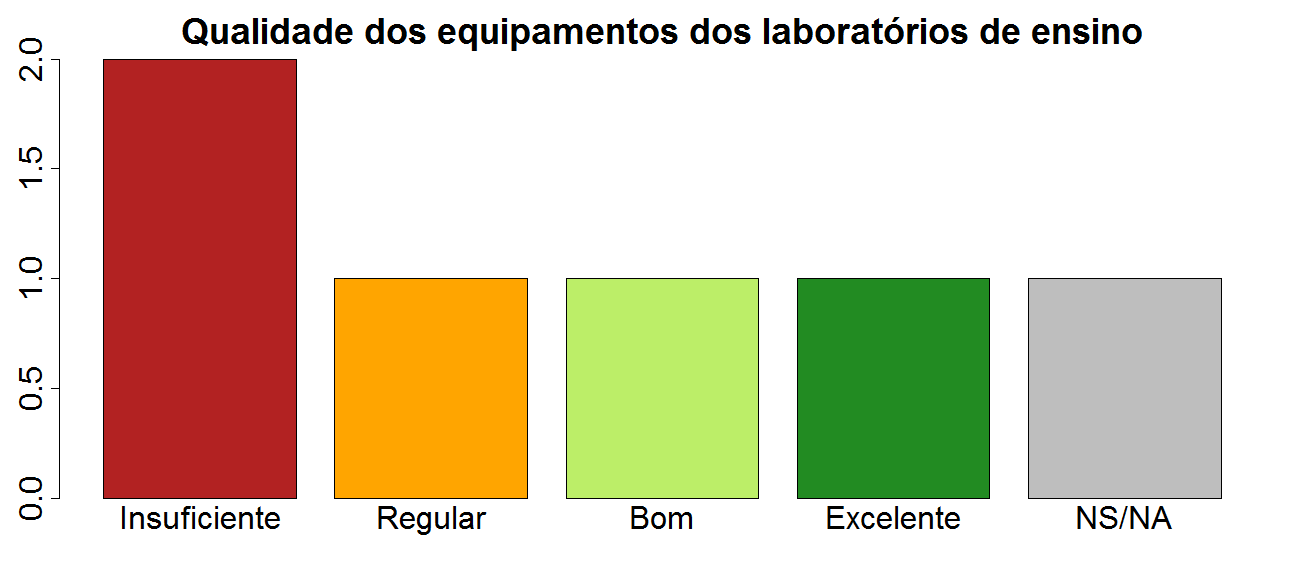 Qualidade dos equipamentos dos laboratórios de ensino
2.0
1.5
1.0
0.5
0.0
Insuficiente Regular Bom Excelente NS/NA